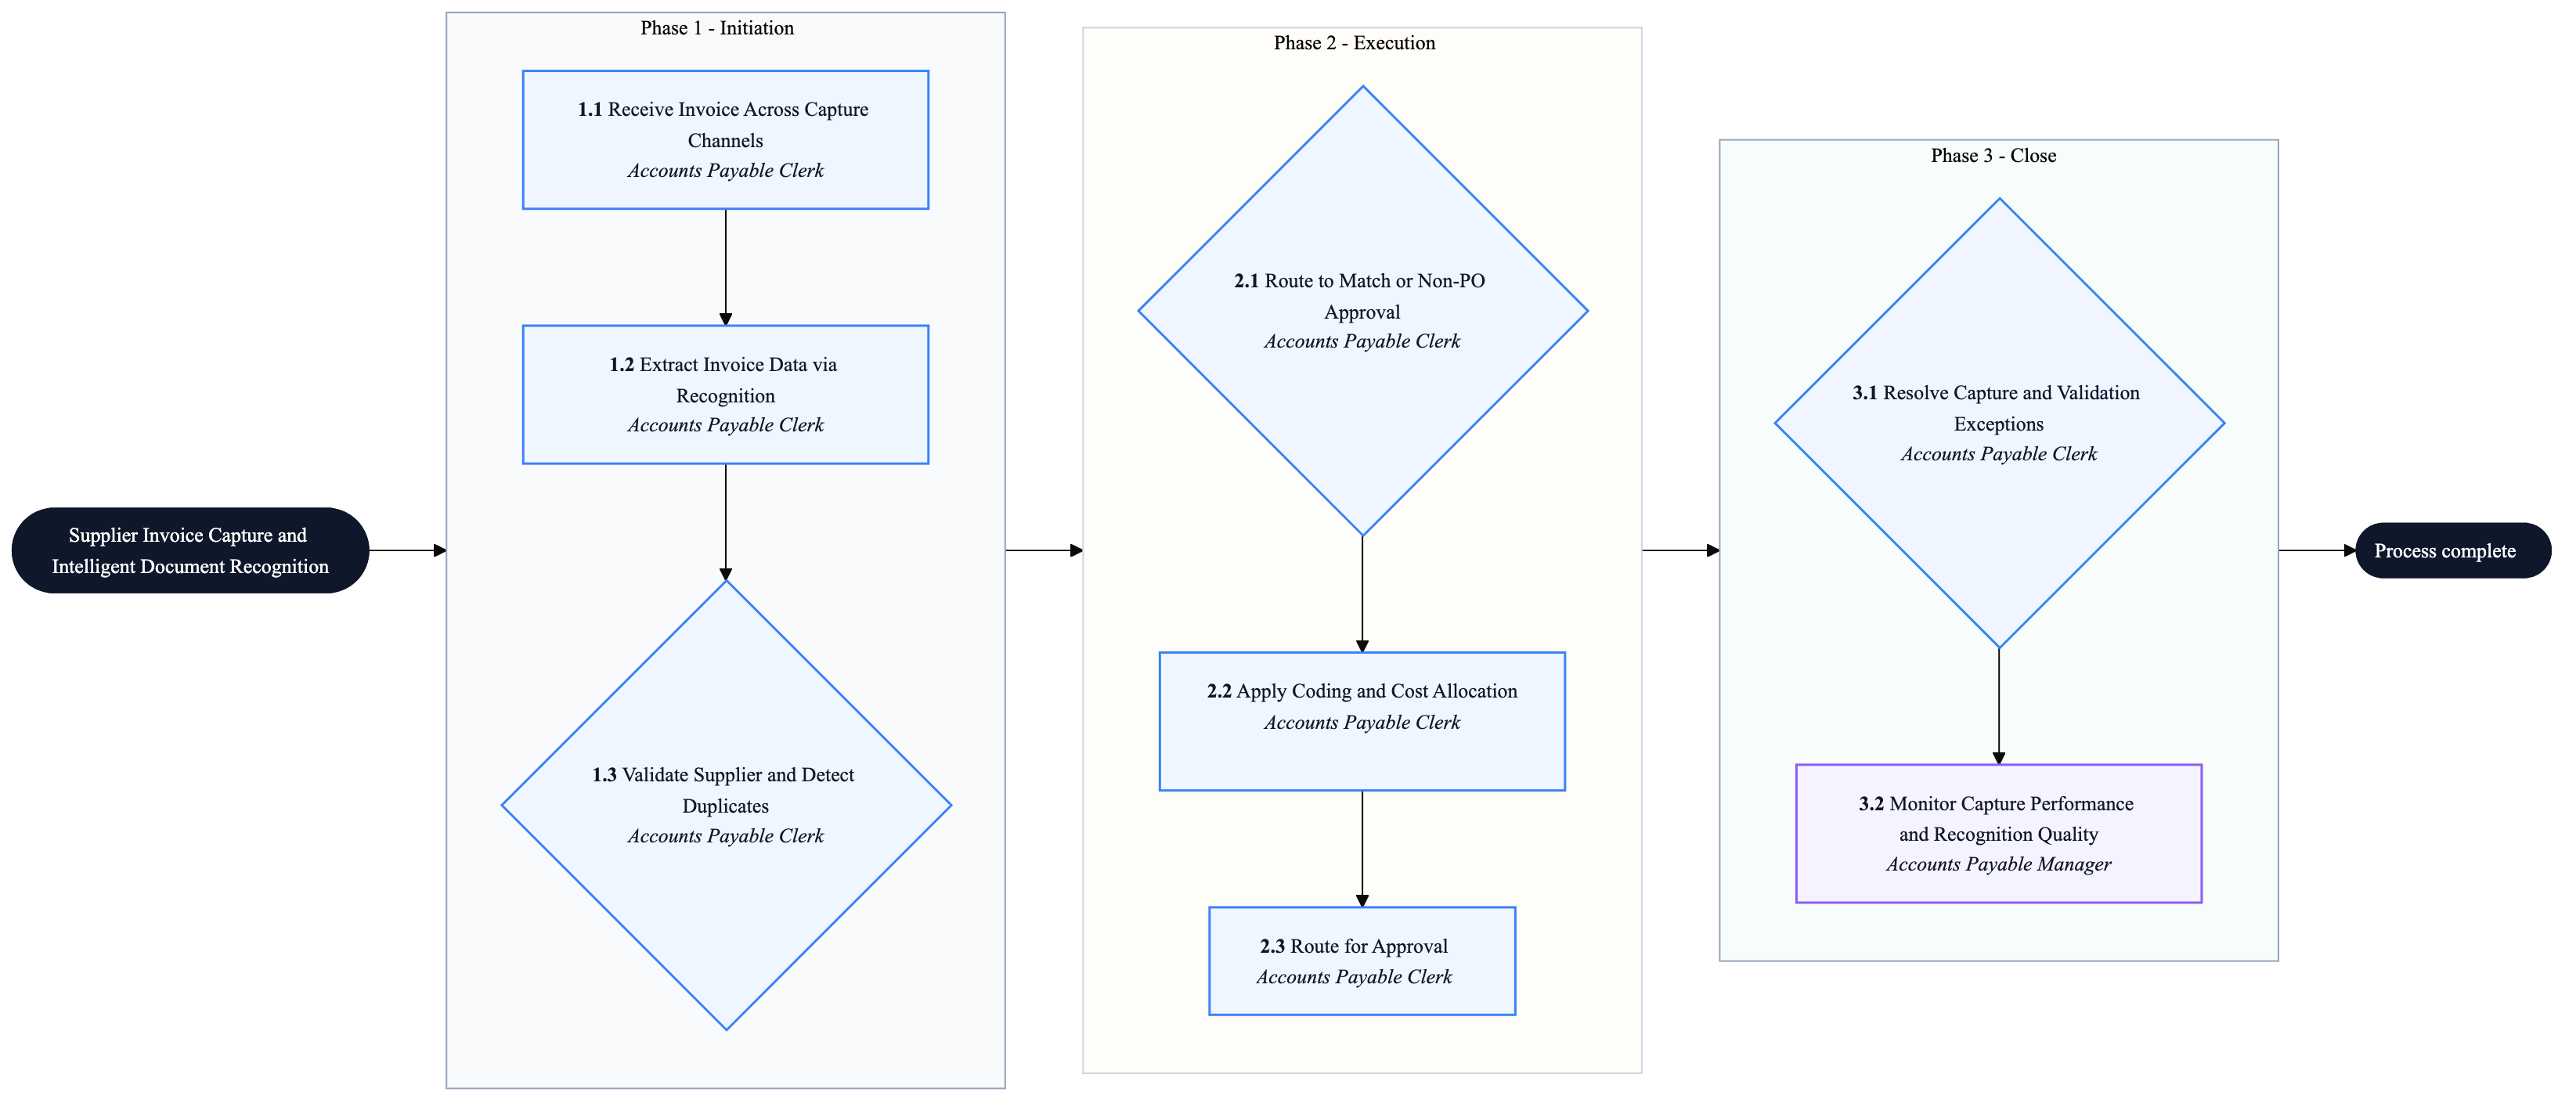 Supplier Invoice Capture and
Intelligent Document Recognition
Phase 1 - Initiation
1.1 Receive Invoice Across Capture
Channels
Accounts Payable Clerk
1.2 Extract Invoice Data via
Recognition
Accounts Payable Clerk
1.3 Validate Supplier and Detect
Duplicates
Accounts Payable Clerk
Phase 2 - Execution
2.1 Route to Match or Non-PO
Approval
Accounts Payable Clerk
2.2 Apply Coding and Cost Allocation
Accounts Payable Clerk
2.3 Route for Approval
Accounts Payable Clerk
Phase 3 - Close
3.1 Resolve Capture and Validation
Exceptions
Accounts Payable Clerk
3.2 Monitor Capture Performance
and Recognition Quality
Accounts Payable Manager
Process complete